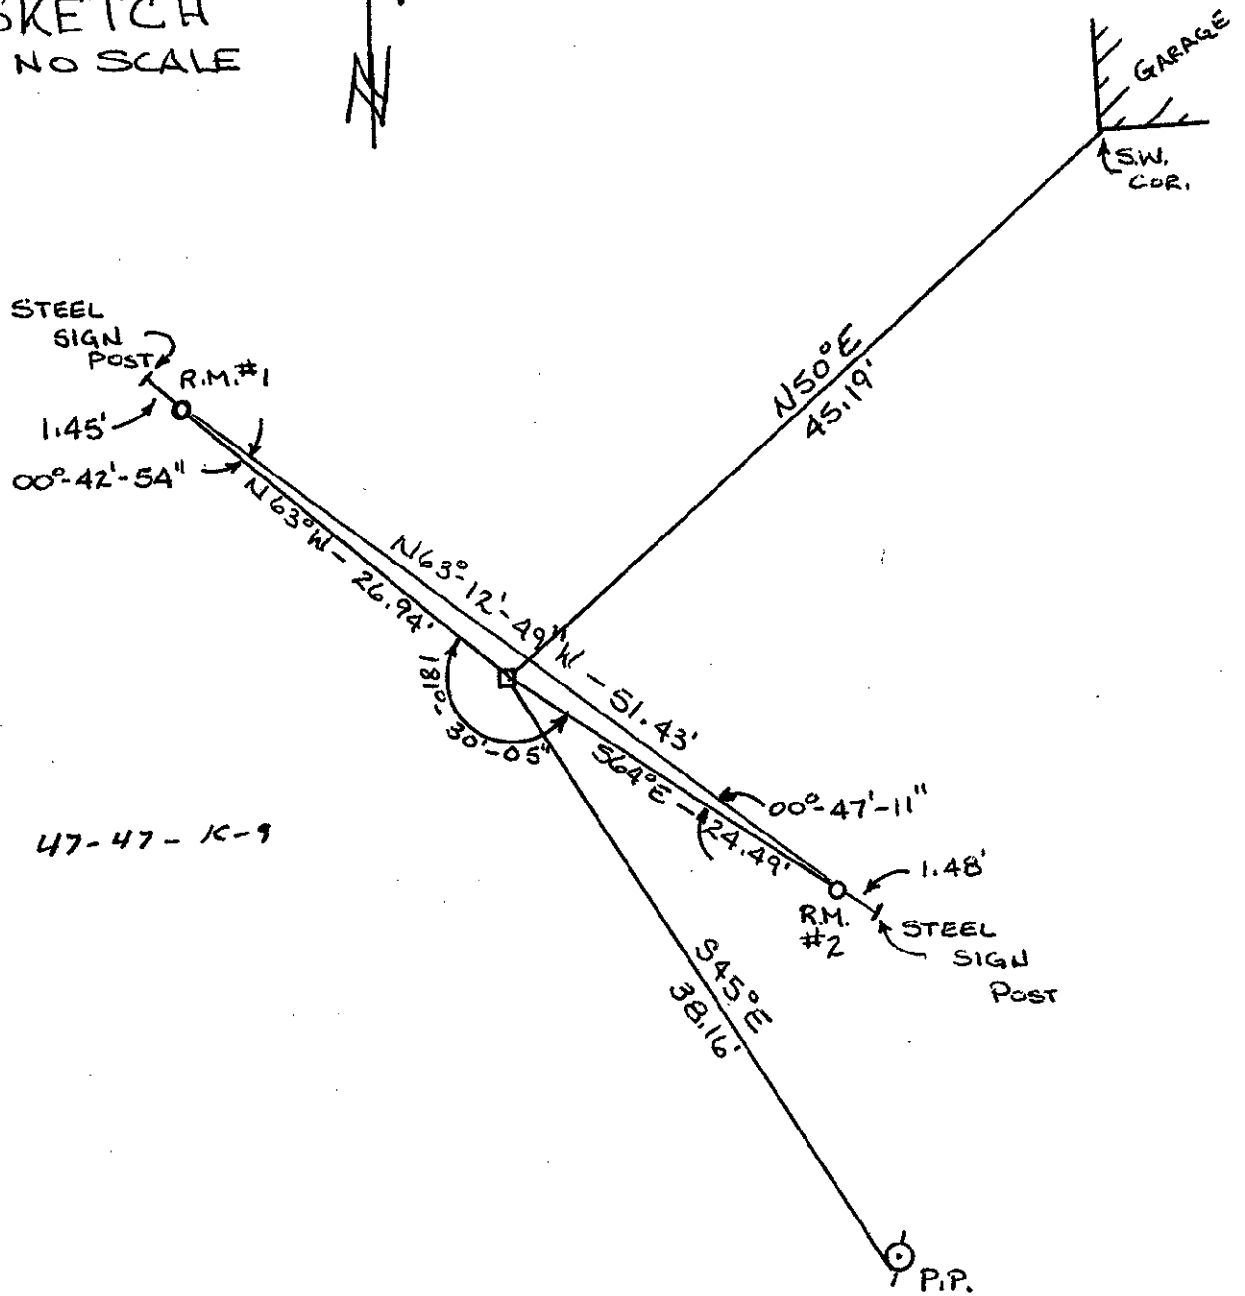 SKETCH
NO SCALE
N
GARAGE
S.W.
COR.
STEEL
SIGN
POST
R.M. #1
1.45'
00°-42'-54"
N50°E
45.19'
N63°W - 26.94'
N63°-12'-49"W - 51.43'
181°-30'-05"
S64°E - 24.49'
00°-47'-11"
47-47-K-9
1.48'
R.M.
#2
STEEL
SIGN
POST
S45°E
38.16'
P.P.